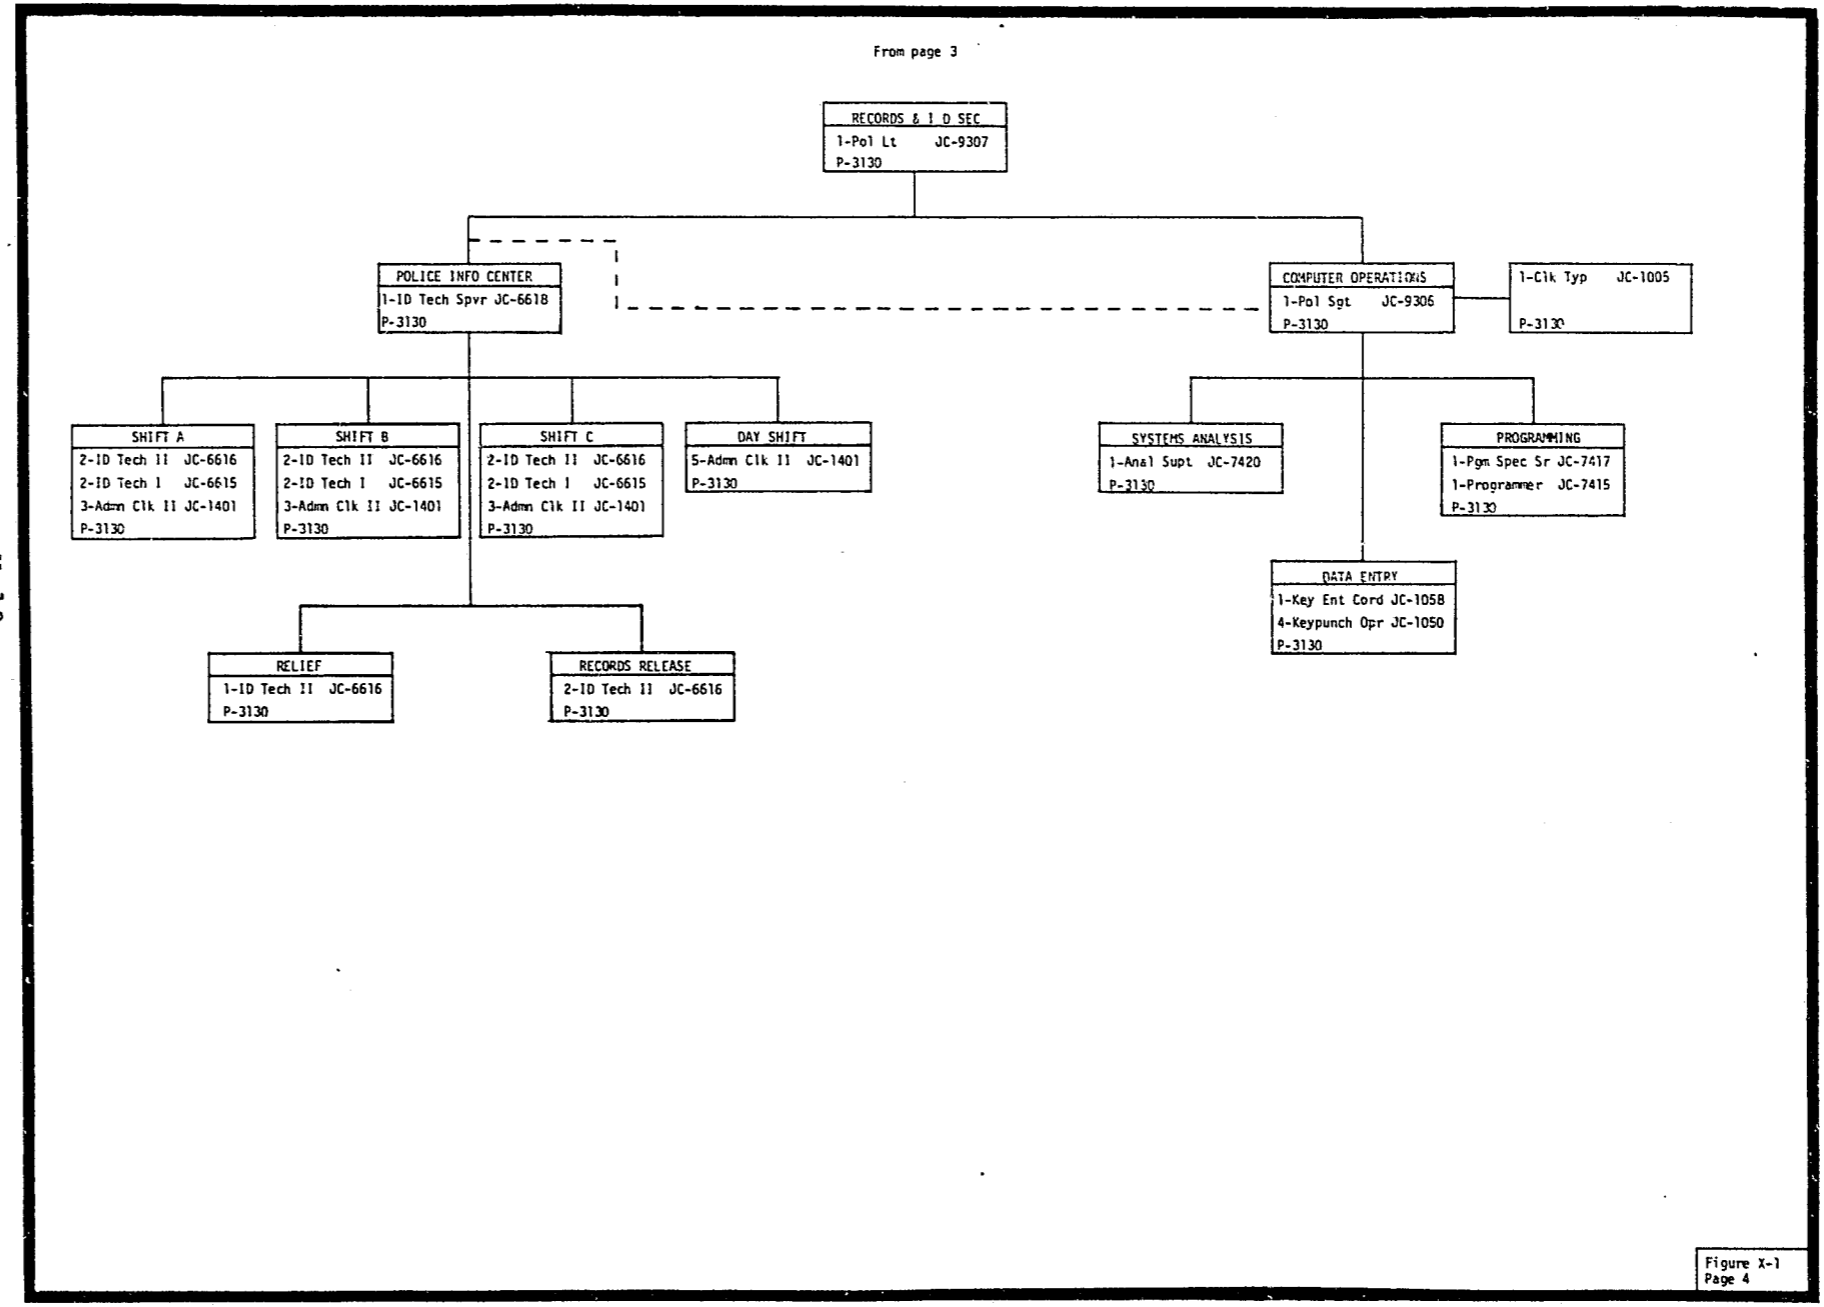 From page 3
RECORDS & I D SEC
1-Pol Lt JC-9307
P-3130
POLICE INFO CENTER
1-ID Tech Spvr JC-6618
P-3130
COMPUTER OPERATIONS
1-Pol Sgt JC-9306
P-3130
1-Clk Typ JC-1005
P-3130
SHIFT A
2-ID Tech II JC-6616
2-ID Tech I JC-6615
3-Admn Clk II JC-1401
P-3130
SHIFT B
2-ID Tech II JC-6616
2-ID Tech I JC-6615
3-Admn Clk II JC-1401
P-3130
SHIFT C
2-ID Tech II JC-6616
2-ID Tech I JC-6615
3-Admn Clk II JC-1401
P-3130
DAY SHIFT
5-Admn Clk II JC-1401
P-3130
SYSTEMS ANALYSIS
1-Anal Supt JC-7420
P-3130
PROGRAMMING
1-Pgm Spec Sr JC-7417
1-Programmer JC-7415
P-3130
DATA ENTRY
1-Key Ent Cord JC-1058
4-Keypunch Opr JC-1050
P-3130
RELIEF
1-ID Tech II JC-6616
P-3130
RECORDS RELEASE
2-ID Tech II JC-6616
P-3130
Figure X-1
Page 4